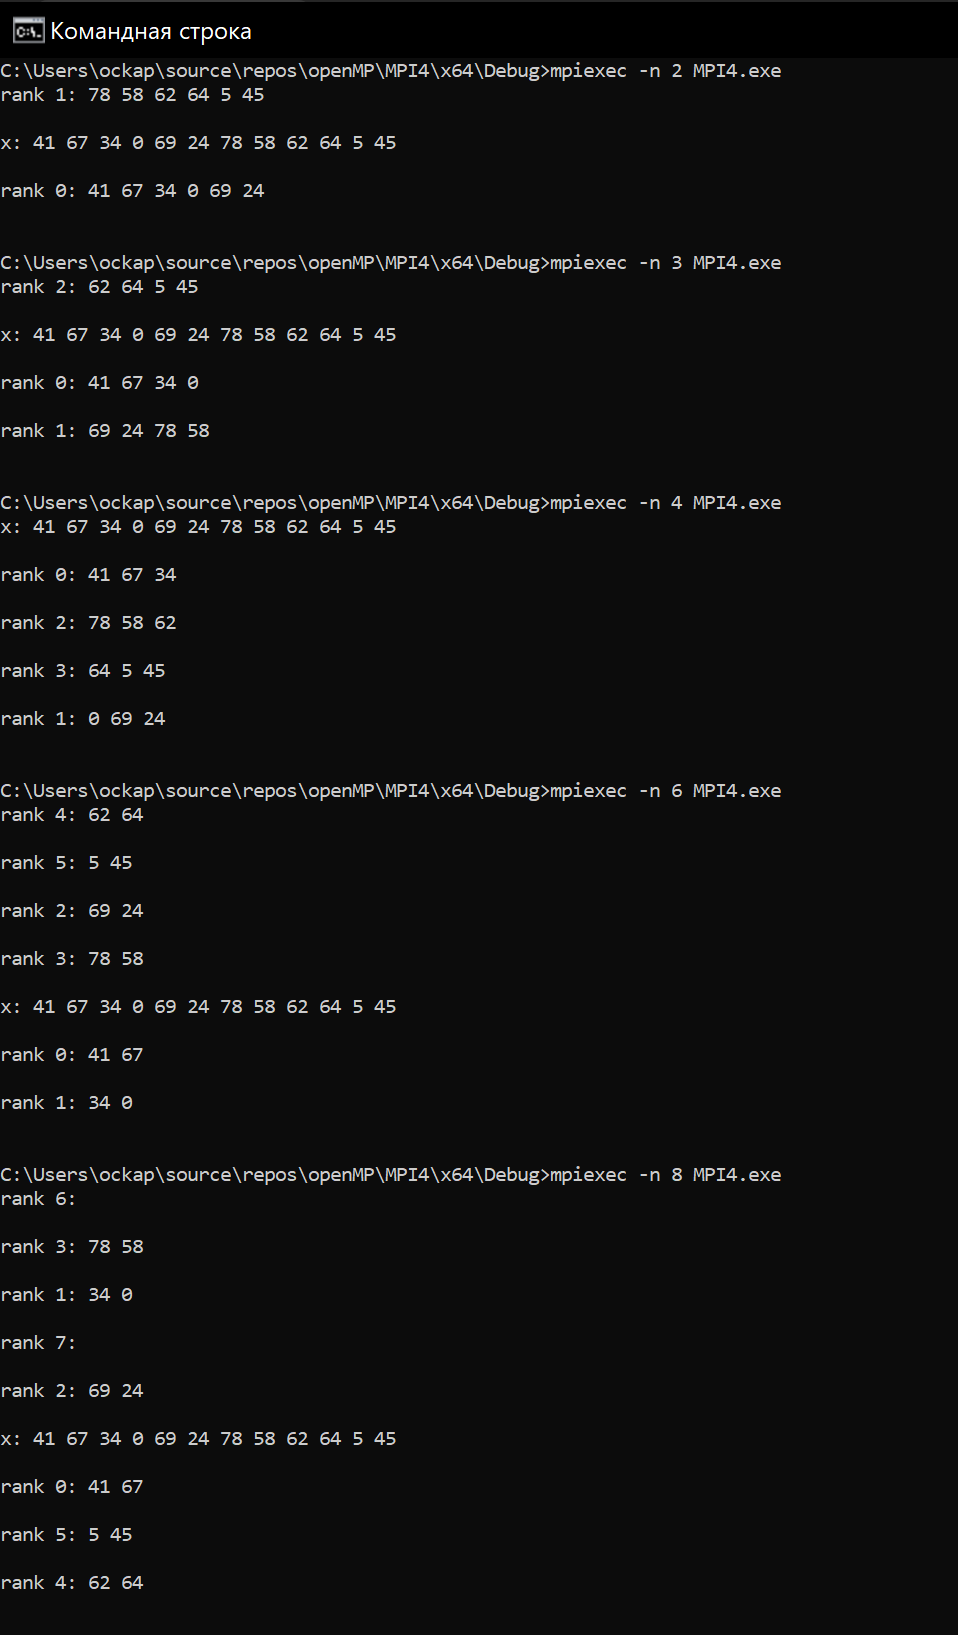 Командная строка
C:\Users\ockap\source\repos\openMP\MPI4\x64\Debug>mpiexec -n 2 MPI4.exe
rank 1: 78 58 62 64 5 45
x: 41 67 34 0 69 24 78 58 62 64 5 45
rank 0: 41 67 34 0 69 24
C:\Users\ockap\source\repos\openMP\MPI4\x64\Debug>mpiexec -n 3 MPI4.exe
rank 2: 62 64 5 45
x: 41 67 34 0 69 24 78 58 62 64 5 45
rank 0: 41 67 34 0
rank 1: 69 24 78 58
C:\Users\ockap\source\repos\openMP\MPI4\x64\Debug>mpiexec -n 4 MPI4.exe
x: 41 67 34 0 69 24 78 58 62 64 5 45
rank 0: 41 67 34
rank 2: 78 58 62
rank 3: 64 5 45
rank 1: 0 69 24
C:\Users\ockap\source\repos\openMP\MPI4\x64\Debug>mpiexec -n 6 MPI4.exe
rank 4: 62 64
rank 5: 5 45
rank 2: 69 24
rank 3: 78 58
x: 41 67 34 0 69 24 78 58 62 64 5 45
rank 0: 41 67
rank 1: 34 0
C:\Users\ockap\source\repos\openMP\MPI4\x64\Debug>mpiexec -n 8 MPI4.exe
rank 6:
rank 3: 78 58
rank 1: 34 0
rank 7:
rank 2: 69 24
x: 41 67 34 0 69 24 78 58 62 64 5 45
rank 0: 41 67
rank 5: 5 45
rank 4: 62 64